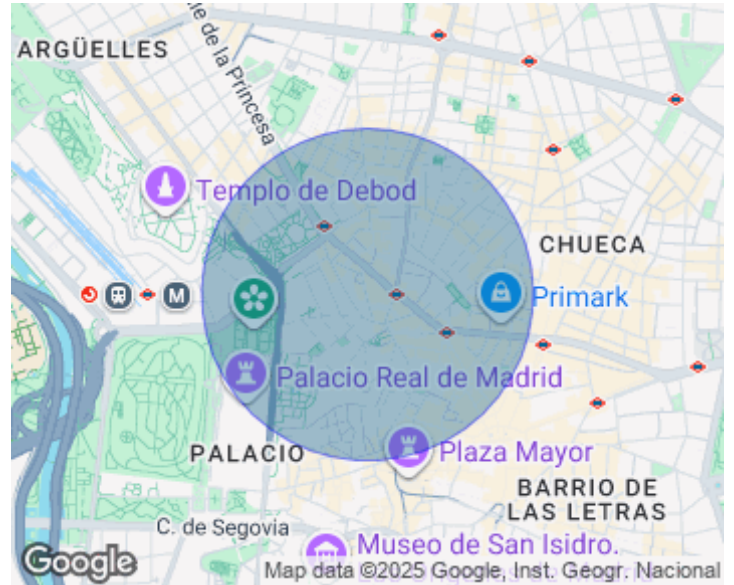 ARGÜELLES
le de la Princesa
Templo de Debod
CHUECA
M
Primark
Palacio Real de Madrid
PALACIO
Plaza Mayor
BARRIO DE
LAS LETRAS
C. de Segovia
Museo de San Isidro.
Google
Map data ©2025 Google, Inst. Geogr. Nacional